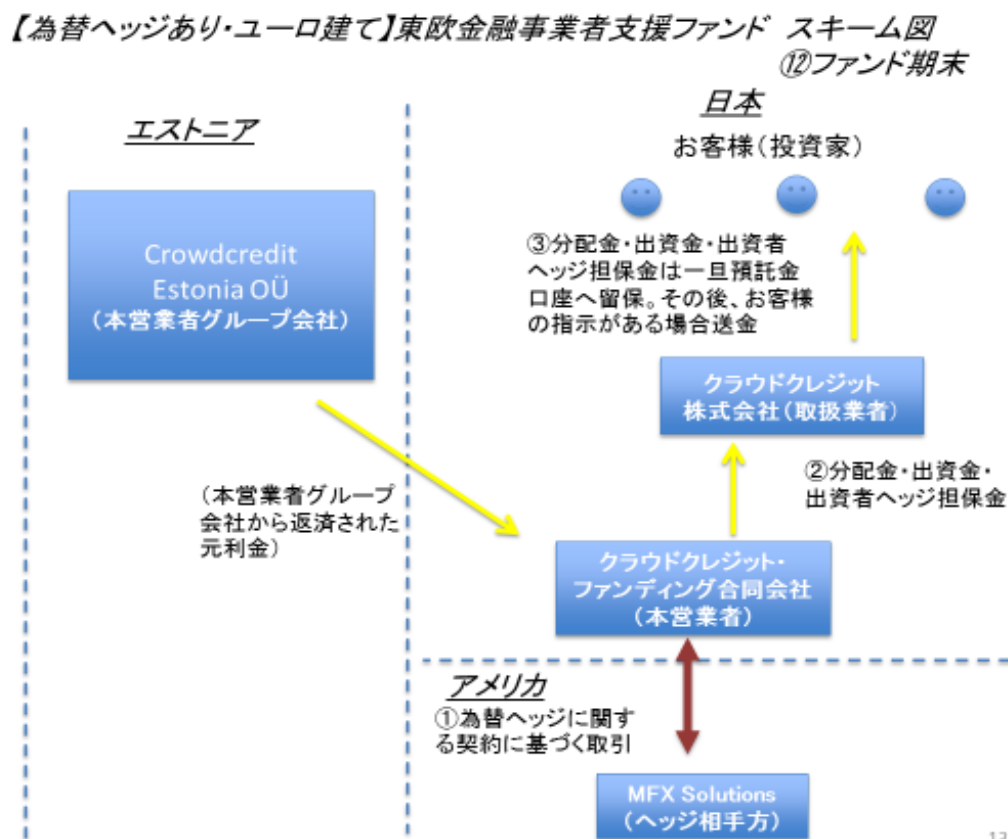 【為替ヘッジあり・ユーロ建て】東欧金融事業者支援ファンド スキーム図
⑫ファンド期末
エストニア
日本
お客様（投資家）
Crowdcredit
Estonia OÜ
（本営業者グループ会社）
③分配金・出資金・出資者
ヘッジ担保金は一旦預託金
口座へ留保。その後、お客様
の指示がある場合送金
クラウドクレジット
株式会社（取扱業者）
②分配金・出資金・
出資者ヘッジ担保金
（本営業者グループ
会社から返済された
元利金）
クラウドクレジット・
ファンディング合同会社
（本営業者）
アメリカ
①為替ヘッジに関す
る契約に基づく取引
MFX Solutions
（ヘッジ相手方）